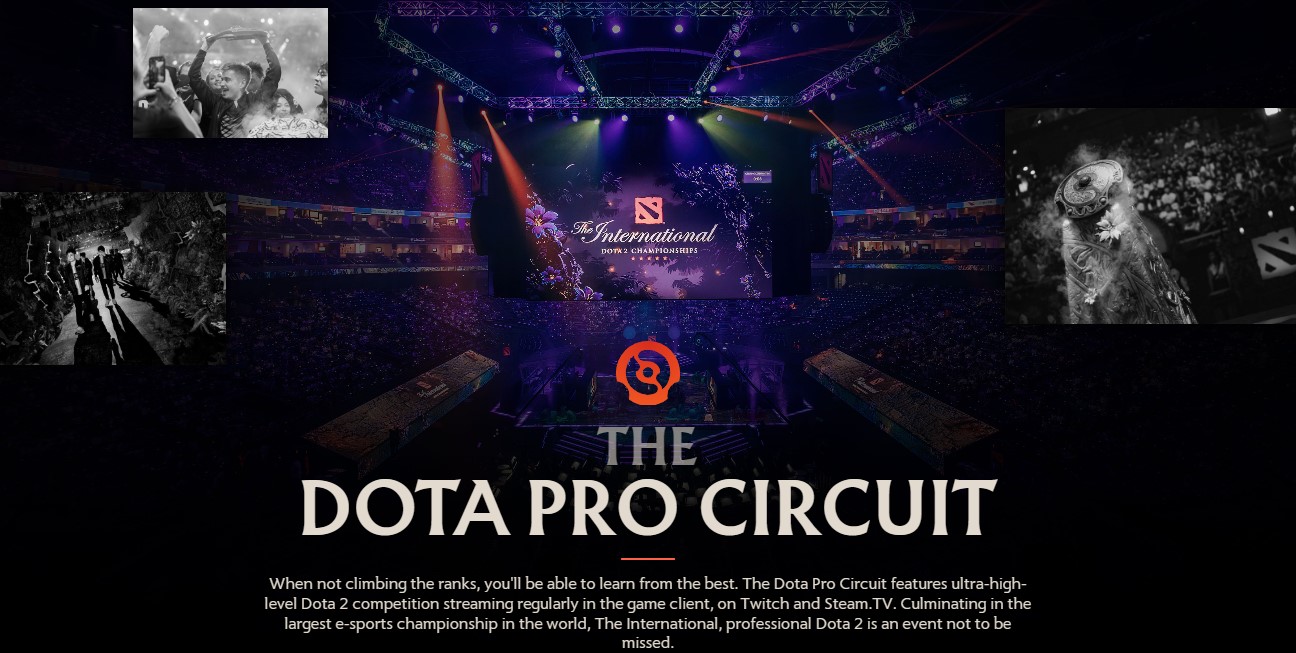 The International
DOTA 2 CHAMPIONSHIPS
THE
DOTA PRO CIRCUIT
When not climbing the ranks, you'll be able to learn from the best. The Dota Pro Circuit features ultra-high-
level Dota 2 competition streaming regularly in the game client, on Twitch and Steam.TV. Culminating in the
largest e-sports championship in the world, The International, professional Dota 2 is an event not to be
missed.